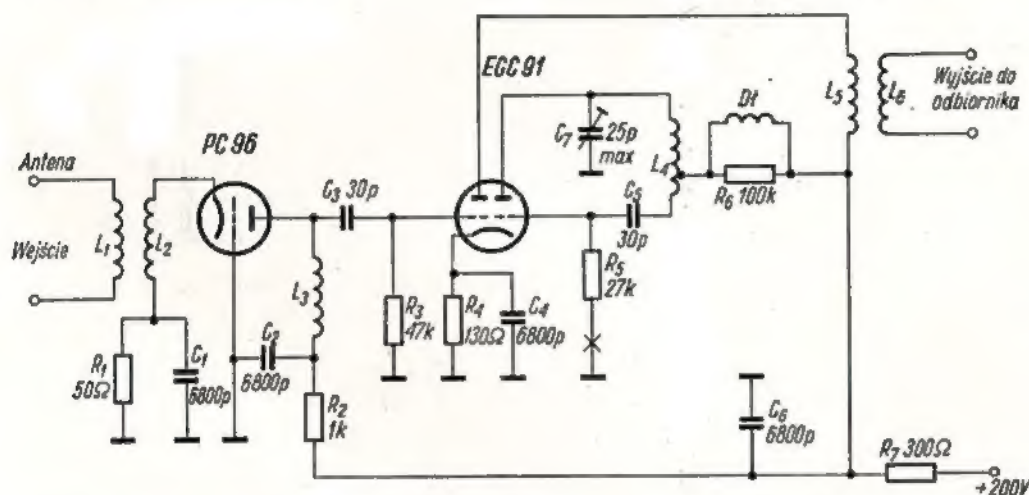 Antena
Wejście
L1
L2
R1
50Ω
C1
6800p
PC 96
C2
6800p
L3
R2
1k
C3 30p
R3
47k
ECC 91
R4
130Ω
C4
6800p
C7
25p
max
L4
C5
30p
R5
27k
Dł
R6 100k
L5
L6
Wyjście do
odbiornika
C6
6800p
R7 300Ω
+200V